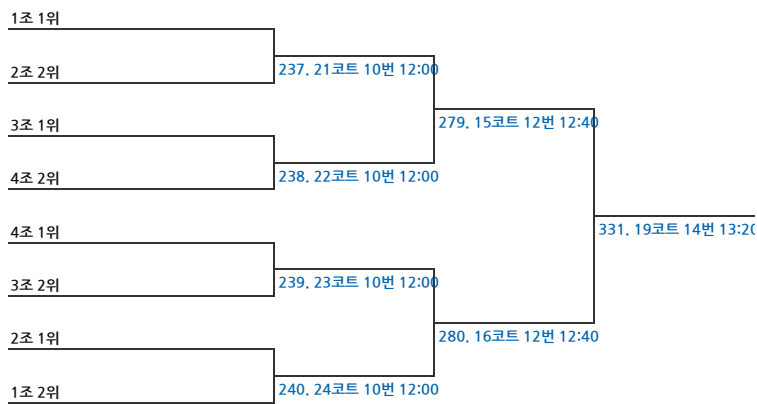 1조 1위
237. 21코트 10번 12:00
2조 2위
279. 15코트 12번 12:40
3조 1위
238. 22코트 10번 12:00
4조 2위
331. 19코트 14번 13:20
4조 1위
239. 23코트 10번 12:00
3조 2위
280. 16코트 12번 12:40
2조 1위
240. 24코트 10번 12:00
1조 2위